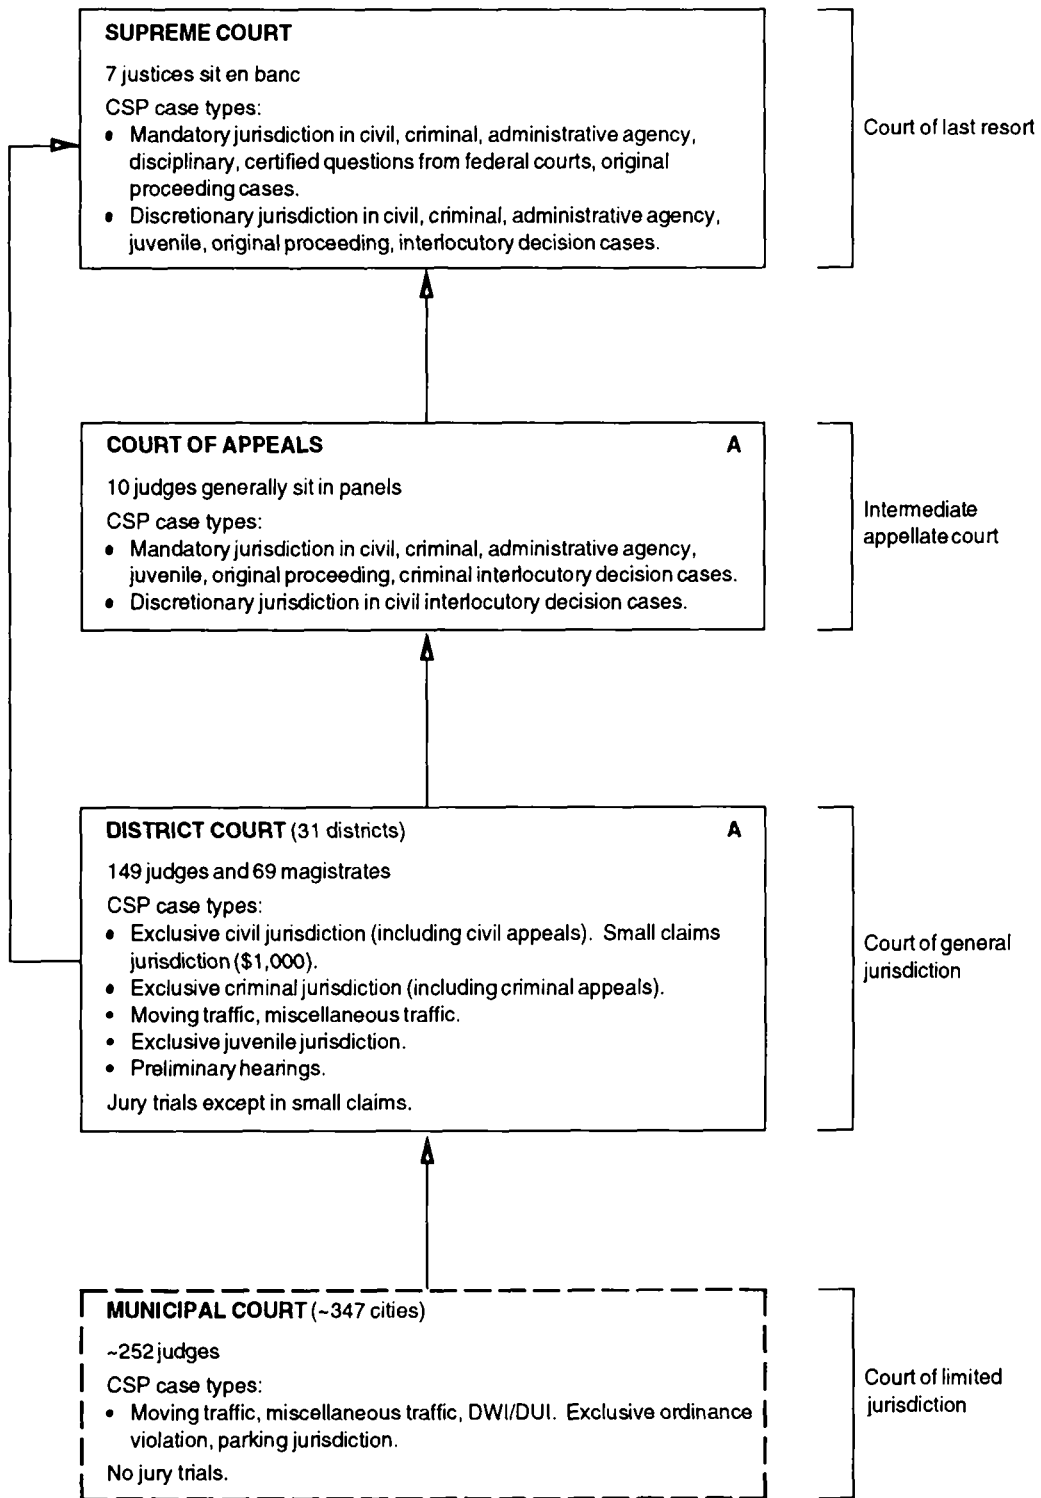 SUPREME COURT
7 justices sit en banc
CSP case types:
• Mandatory jurisdiction in civil, criminal, administrative agency,
disciplinary, certified questions from federal courts, original
proceeding cases.
• Discretionary jurisdiction in civil, criminal, administrative agency,
juvenile, original proceeding, interlocutory decision cases.
Court of last resort
COURT OF APPEALS A
10 judges generally sit in panels
CSP case types:
• Mandatory jurisdiction in civil, criminal, administrative agency,
juvenile, original proceeding, criminal interlocutory decision cases.
• Discretionary jurisdiction in civil interlocutory decision cases.
Intermediate
appellate court
DISTRICT COURT (31 districts) A
149 judges and 69 magistrates
CSP case types:
• Exclusive civil jurisdiction (including civil appeals). Small claims
jurisdiction ($1,000).
• Exclusive criminal jurisdiction (including criminal appeals).
• Moving traffic, miscellaneous traffic.
• Exclusive juvenile jurisdiction.
• Preliminary hearings.
Jury trials except in small claims.
Court of general
jurisdiction
MUNICIPAL COURT (~347 cities)
~252 judges
CSP case types:
• Moving traffic, miscellaneous traffic, DWI/DUI. Exclusive ordinance
violation, parking jurisdiction.
No jury trials.
Court of limited
jurisdiction